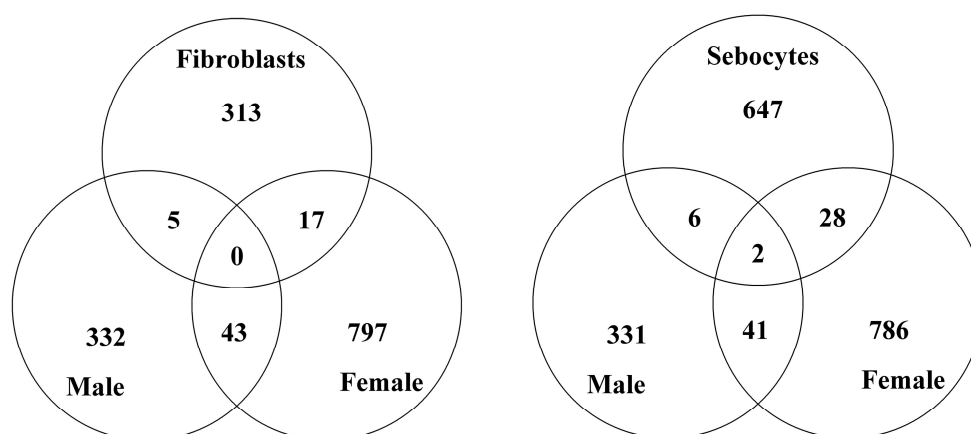 Fibroblasts
313
5
17
0
332
43
797
Male
Female
Sebocytes
647
6
28
2
331
41
786
Male
Female